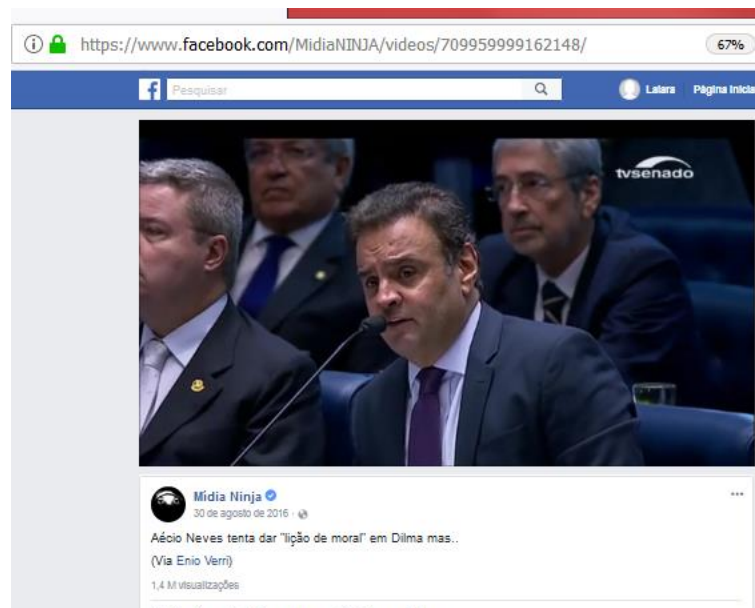 https://www.facebook.com/MidiaNINJA/videos/709959999162148/
67%
Pesquisar
Lalara
Página Inicia
tvsenado
Mídia Ninja
30 de agosto de 2016
Aécio Neves tenta dar "lição de moral" em Dilma mas..
(Via Enio Verri)
1,4 M visualizações